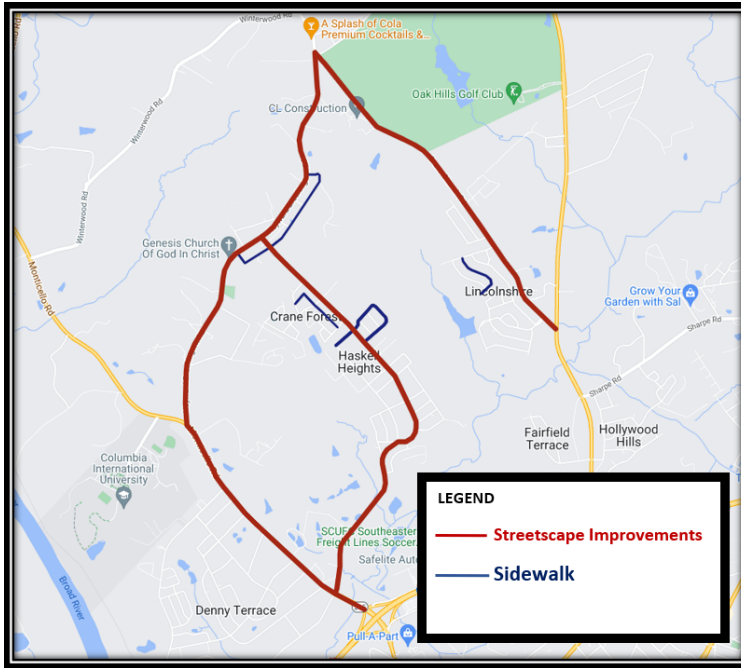 Winterwood Rd
A Splash of Cola
Premium Cocktails &...
Oak Hills Golf Club
CL Construction
Winterwood Rd
Winterwood Rd
Genesis Church
Of God In Christ
Monticello Rd
Lincolnshire
Grow Your
Garden with Sal
Crane Forest
Sharpe Rd
Haskell
Heights
Sharpe Rd
Fairfield
Terrace
Hollywood
Hills
Columbia
International
University
LEGEND
Streetscape Improvements
Sidewalk
SCUFC Southeastern
Freight Lines Soccer
Safelite Auto
Broad River
Denny Terrace
Pull-A-Part